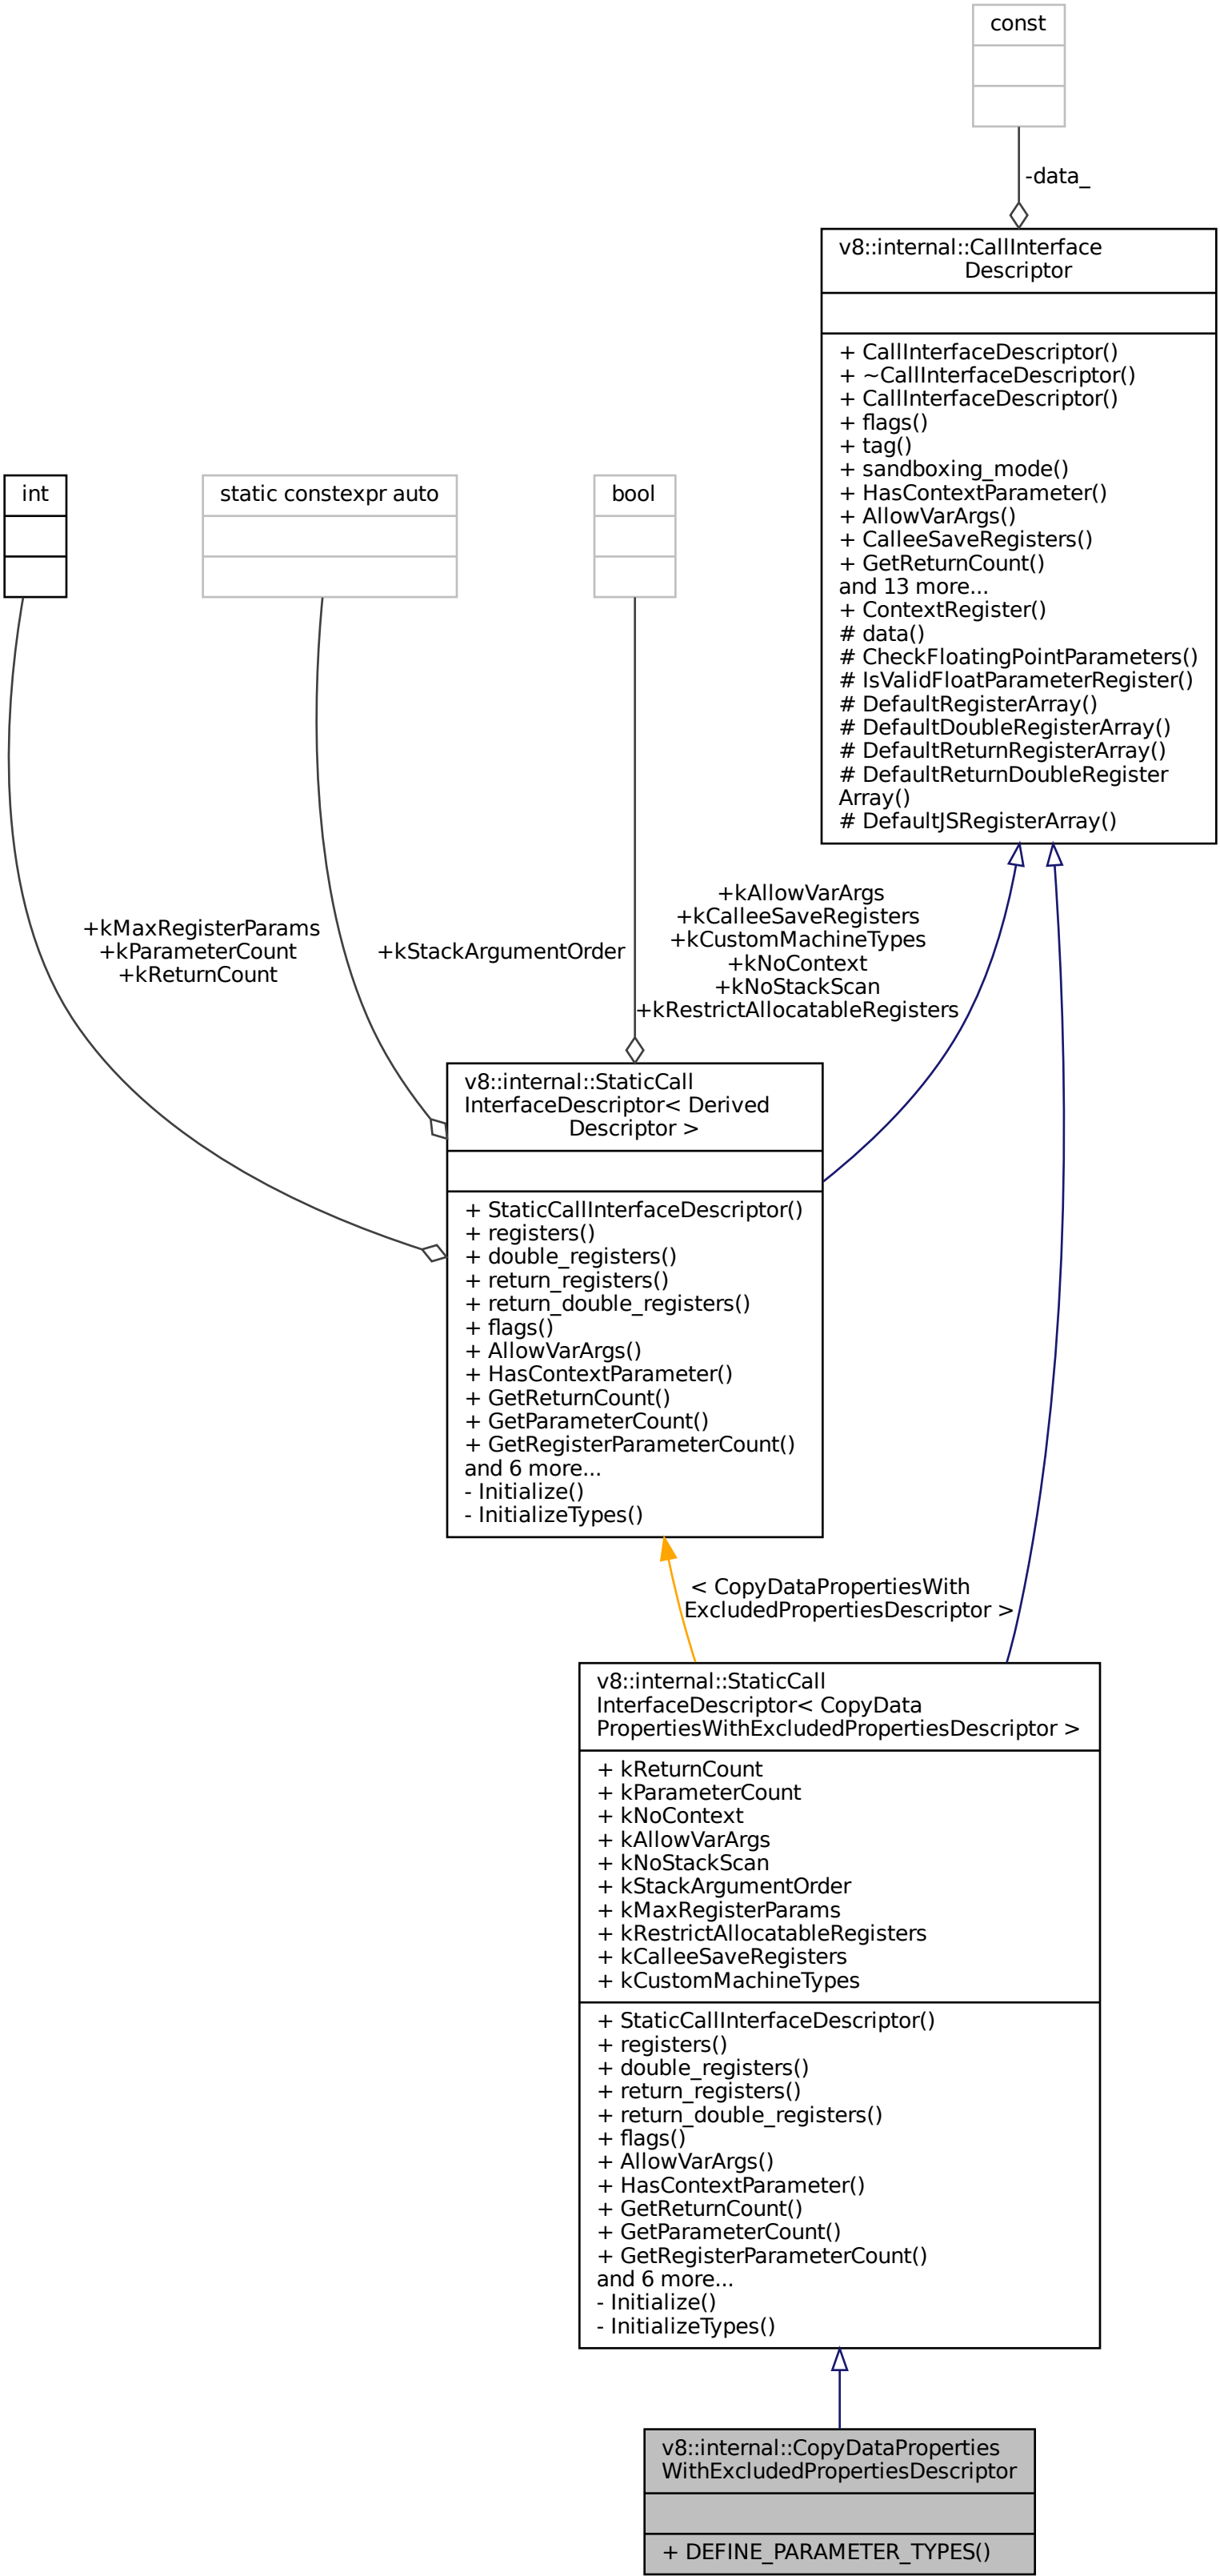 const
-data_
v8::internal::CallInterface
Descriptor
+ CallInterfaceDescriptor()
+ ~CallInterfaceDescriptor()
+ CallInterfaceDescriptor()
+ flags()
+ tag()
+ sandboxing_mode()
+ HasContextParameter()
+ AllowVarArgs()
+ CalleeSaveRegisters()
+ GetReturnCount()
and 13 more...
+ ContextRegister()
# data()
# CheckFloatingPointParameters()
# IsValidFloatParameterRegister()
# DefaultRegisterArray()
# DefaultDoubleRegisterArray()
# DefaultReturnRegisterArray()
# DefaultReturnDoubleRegister
Array()
# DefaultJSRegisterArray()
int
static constexpr auto
bool
+kMaxRegisterParams
+kParameterCount
+kReturnCount
+kStackArgumentOrder
+kAllowVarArgs
+kCalleeSaveRegisters
+kCustomMachineTypes
+kNoContext
+kNoStackScan
+kRestrictAllocatableRegisters
v8::internal::StaticCall
InterfaceDescriptor< Derived
Descriptor >
+ StaticCallInterfaceDescriptor()
+ registers()
+ double_registers()
+ return_registers()
+ return_double_registers()
+ flags()
+ AllowVarArgs()
+ HasContextParameter()
+ GetReturnCount()
+ GetParameterCount()
+ GetRegisterParameterCount()
and 6 more...
- Initialize()
- InitializeTypes()
< CopyDataPropertiesWith
ExcludedPropertiesDescriptor >
v8::internal::StaticCall
InterfaceDescriptor< CopyData
PropertiesWithExcludedPropertiesDescriptor >
+ kReturnCount
+ kParameterCount
+ kNoContext
+ kAllowVarArgs
+ kNoStackScan
+ kStackArgumentOrder
+ kMaxRegisterParams
+ kRestrictAllocatableRegisters
+ kCalleeSaveRegisters
+ kCustomMachineTypes
+ StaticCallInterfaceDescriptor()
+ registers()
+ double_registers()
+ return_registers()
+ return_double_registers()
+ flags()
+ AllowVarArgs()
+ HasContextParameter()
+ GetReturnCount()
+ GetParameterCount()
+ GetRegisterParameterCount()
and 6 more...
- Initialize()
- InitializeTypes()
v8::internal::CopyDataProperties
WithExcludedPropertiesDescriptor
+ DEFINE_PARAMETER_TYPES()